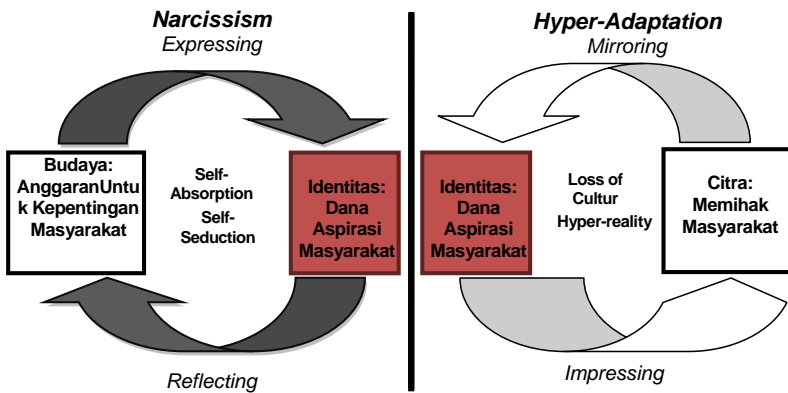 Narcissism
Expressing
Budaya:
AnggaranUntu
k Kepentingan
Masyarakat
Self-
Absorption
Self-
Seduction
Identitas:
Dana
Aspirasi
Masyarakat
Reflecting
Hyper-Adaptation
Mirroring
Identitas:
Dana
Aspirasi
Masyarakat
Loss of
Cultur
Hyper-reality
Citra:
Memihak
Masyarakat
Impressing